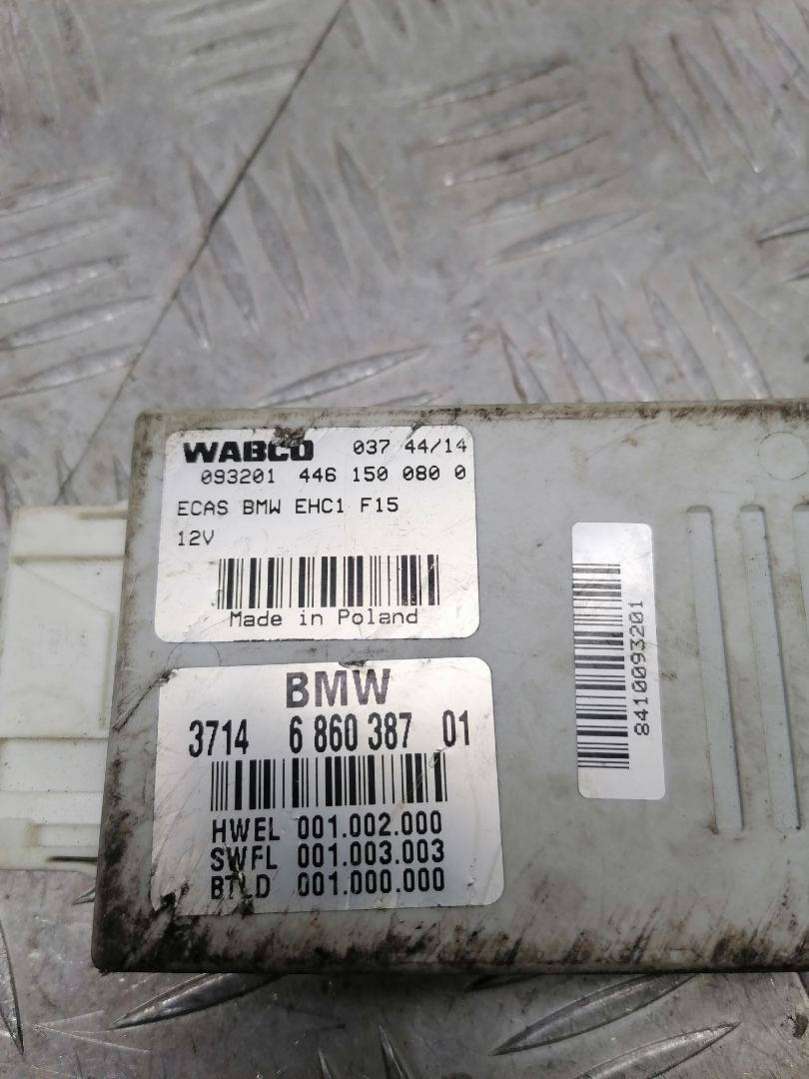 WABCO 037 44/14
093201 446 150 080 0
ECAS BMW EHC1 F15
12V
Made in Poland
BMW
3714 6 860 387 01
HWEL 001.002.000
SWFL 001.003.003
BTLD 001.000.000
8410093201